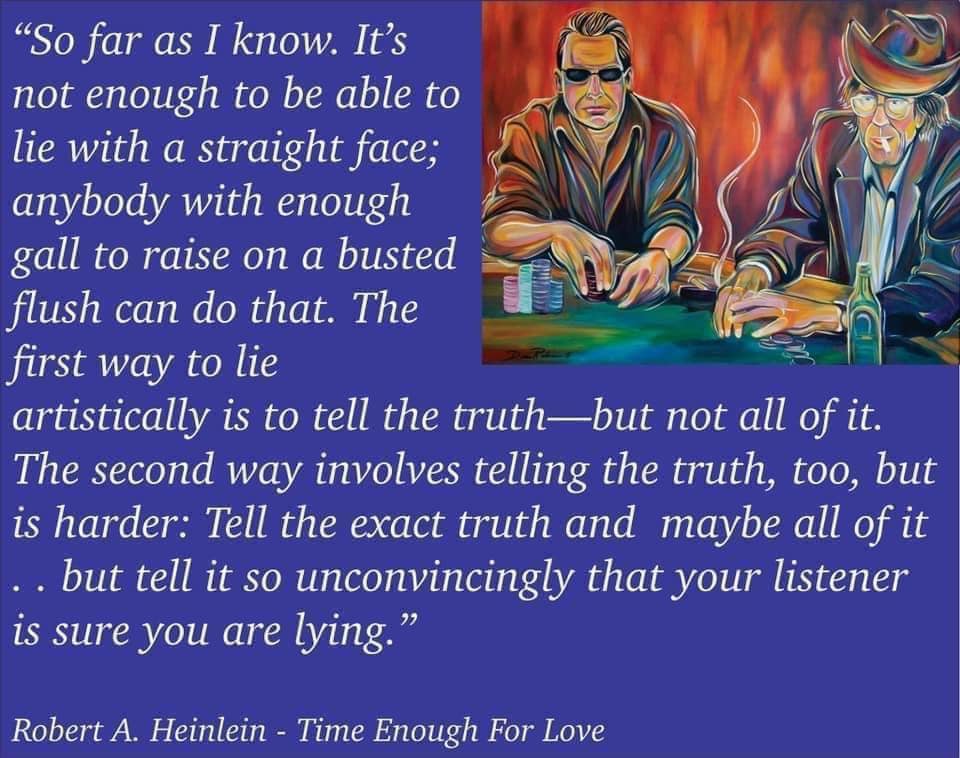 “So far as I know. It’s
not enough to be able to
lie with a straight face;
anybody with enough
gall to raise on a busted
flush can do that. The
first way to lie
artistically is to tell the truth—but not all of it.
The second way involves telling the truth, too, but
is harder: Tell the exact truth and  maybe all of it
. . but tell it so unconvincingly that your listener
is sure you are lying.”
Robert A. Heinlein - Time Enough For Love